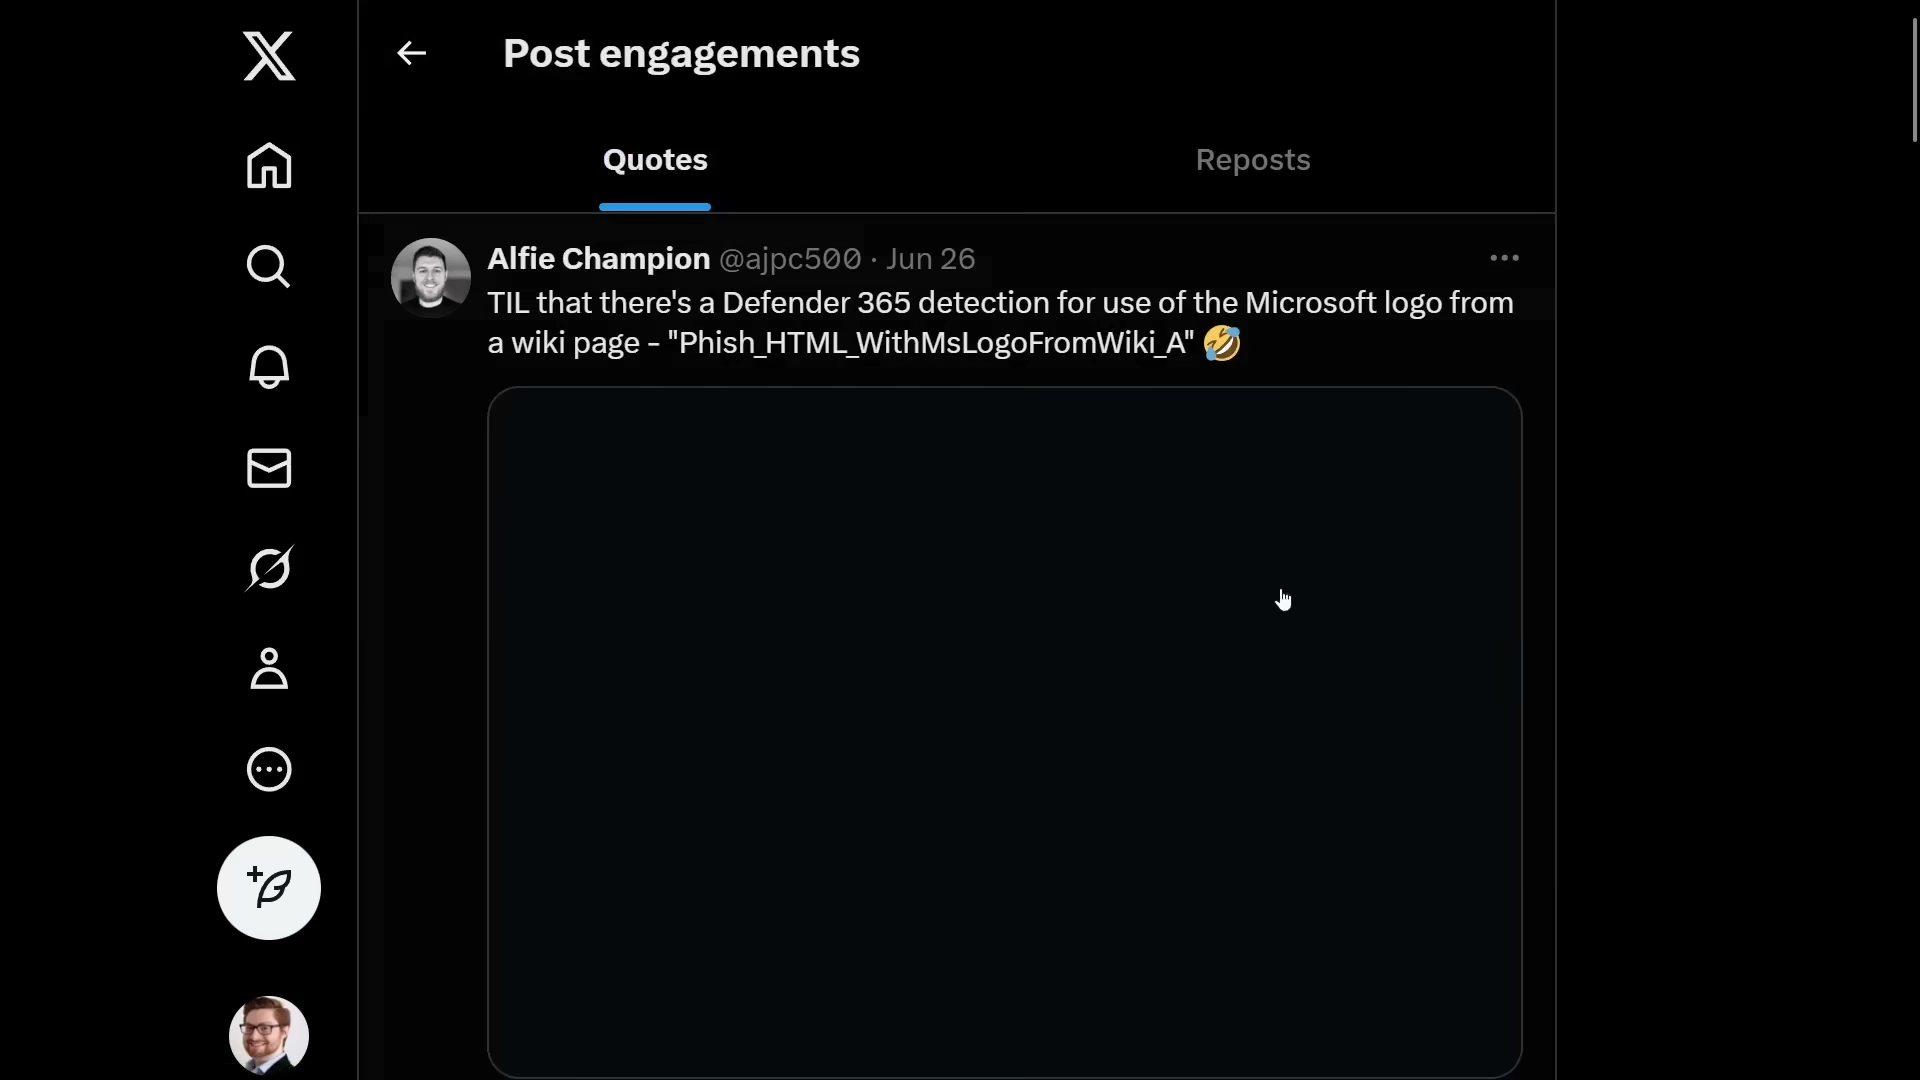 Post engagements
Quotes
Reposts
Alfie Champion @ajpc500 · Jun 26
TIL that there's a Defender 365 detection for use of the Microsoft logo from
a wiki page - "Phish_HTML_WithMsLogoFromWiki_A" 🤣